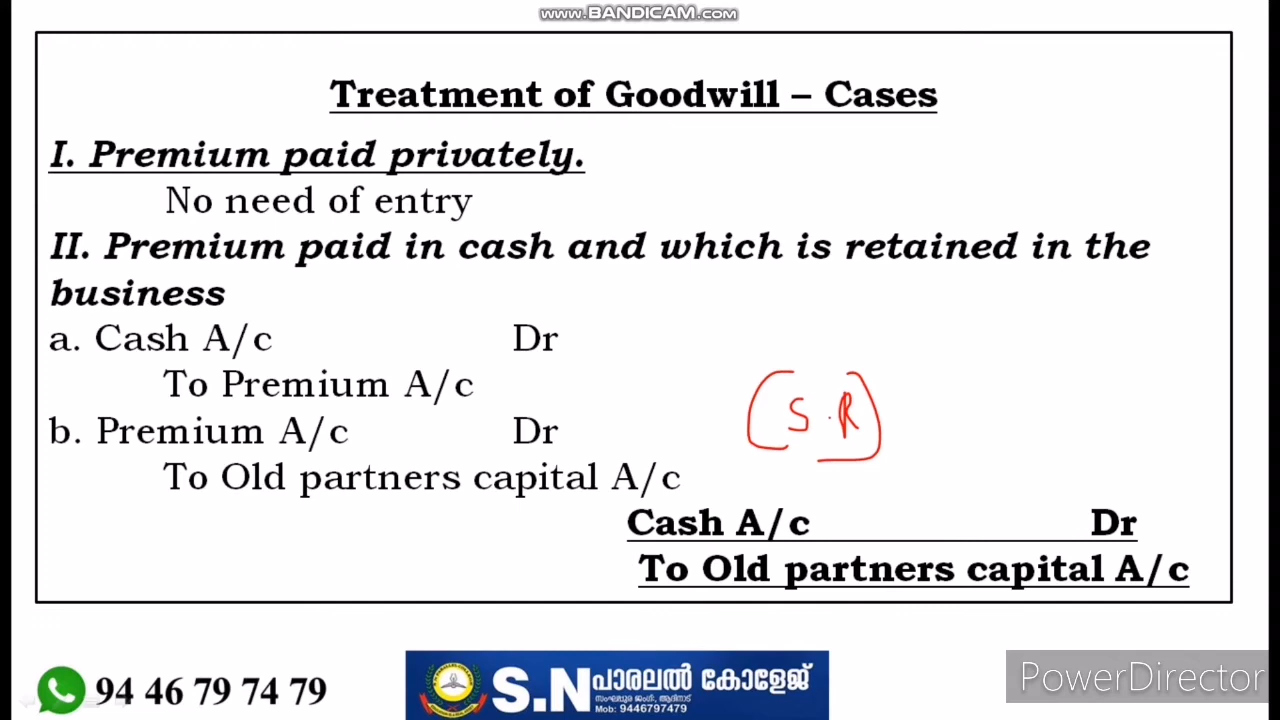 www.BANDICAM.com
Treatment of Goodwill – Cases
I. Premium paid privately.
No need of entry
II. Premium paid in cash and which is retained in the
business
a. Cash A/c Dr
To Premium A/c
b. Premium A/c Dr
(S.R)
To Old partners capital A/c
Cash A/c Dr
To Old partners capital A/c
94 46 79 74 79
S.N പാരലൽ കോളേജ്
Mob: 9446797479
PowerDirector